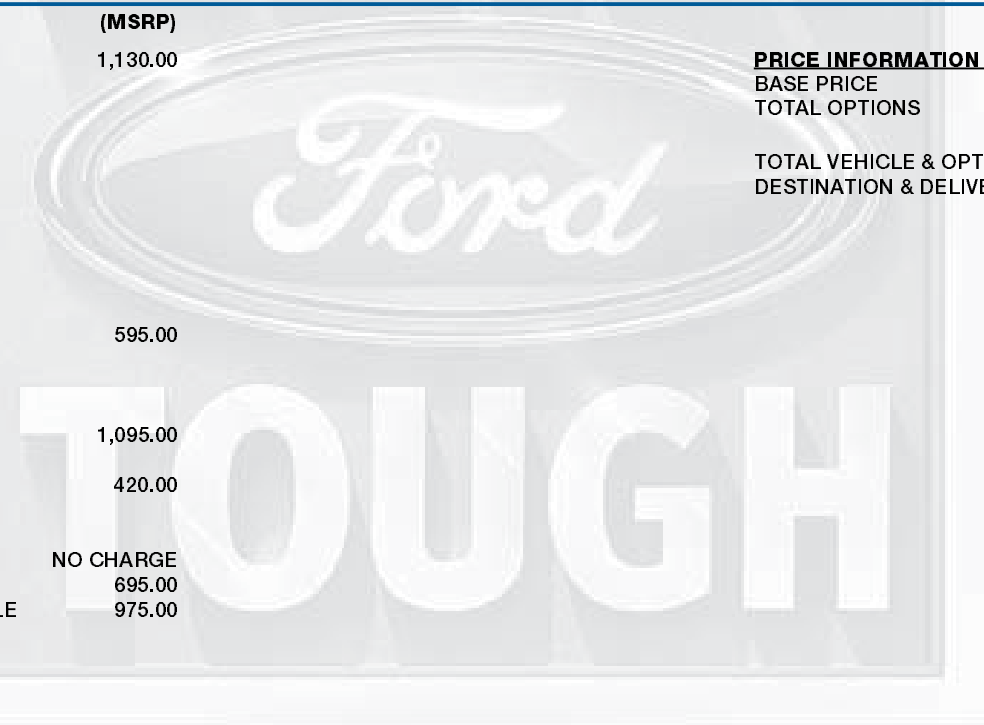 (MSRP)
1,130.00
PRICE INFORMATION
BASE PRICE
TOTAL OPTIONS
TOTAL VEHICLE & OPT
DESTINATION & DELIVE
Ford
595.00
TOUGH
1,095.00
420.00
NO CHARGE
695.00
LE 975.00